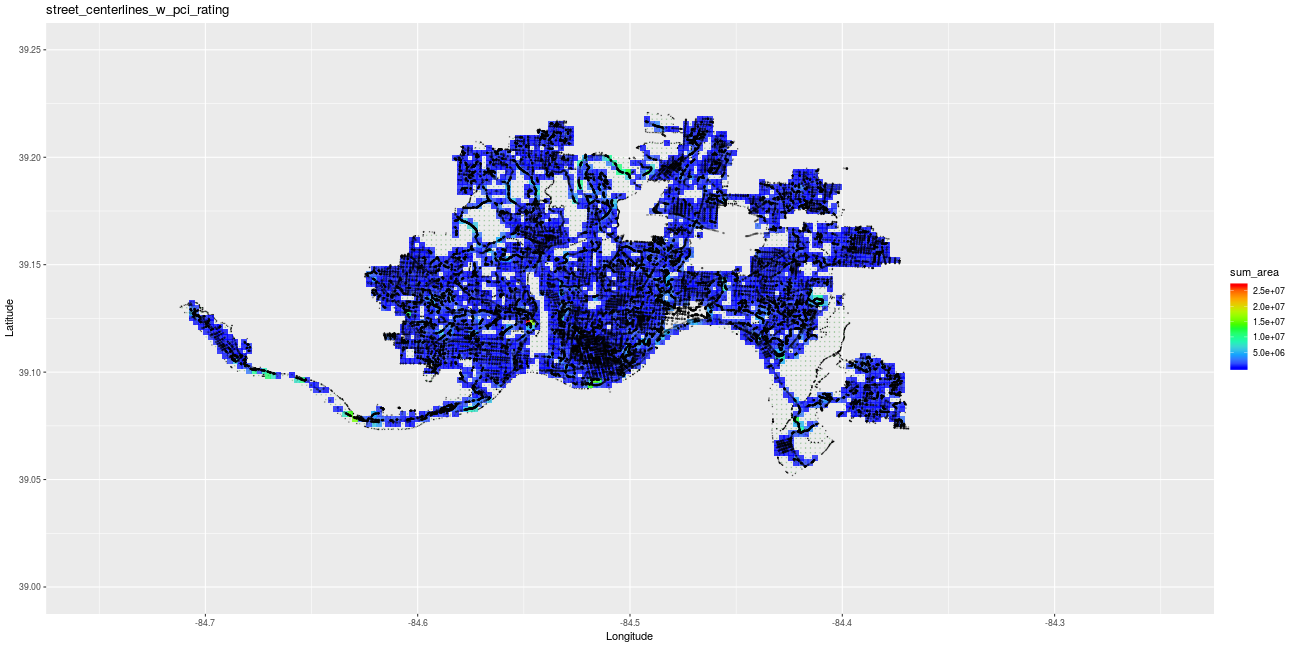 street_centerlines_w_pci_rating
39.25
39.20
39.15
39.10
39.05
39.00
Latitude
-84.7
-84.6
-84.5
-84.4
-84.3
Longitude
sum_area
2.5e+07
2.0e+07
1.5e+07
1.0e+07
5.0e+06